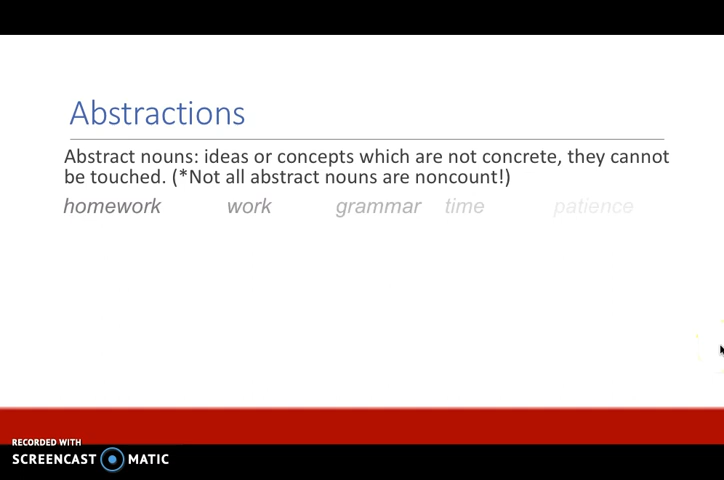 Abstractions
Abstract nouns: ideas or concepts which are not concrete, they cannot
be touched. (*Not all abstract nouns are noncount!)
homework work grammar time patience
RECORDED WITH
SCREENCAST MATIC